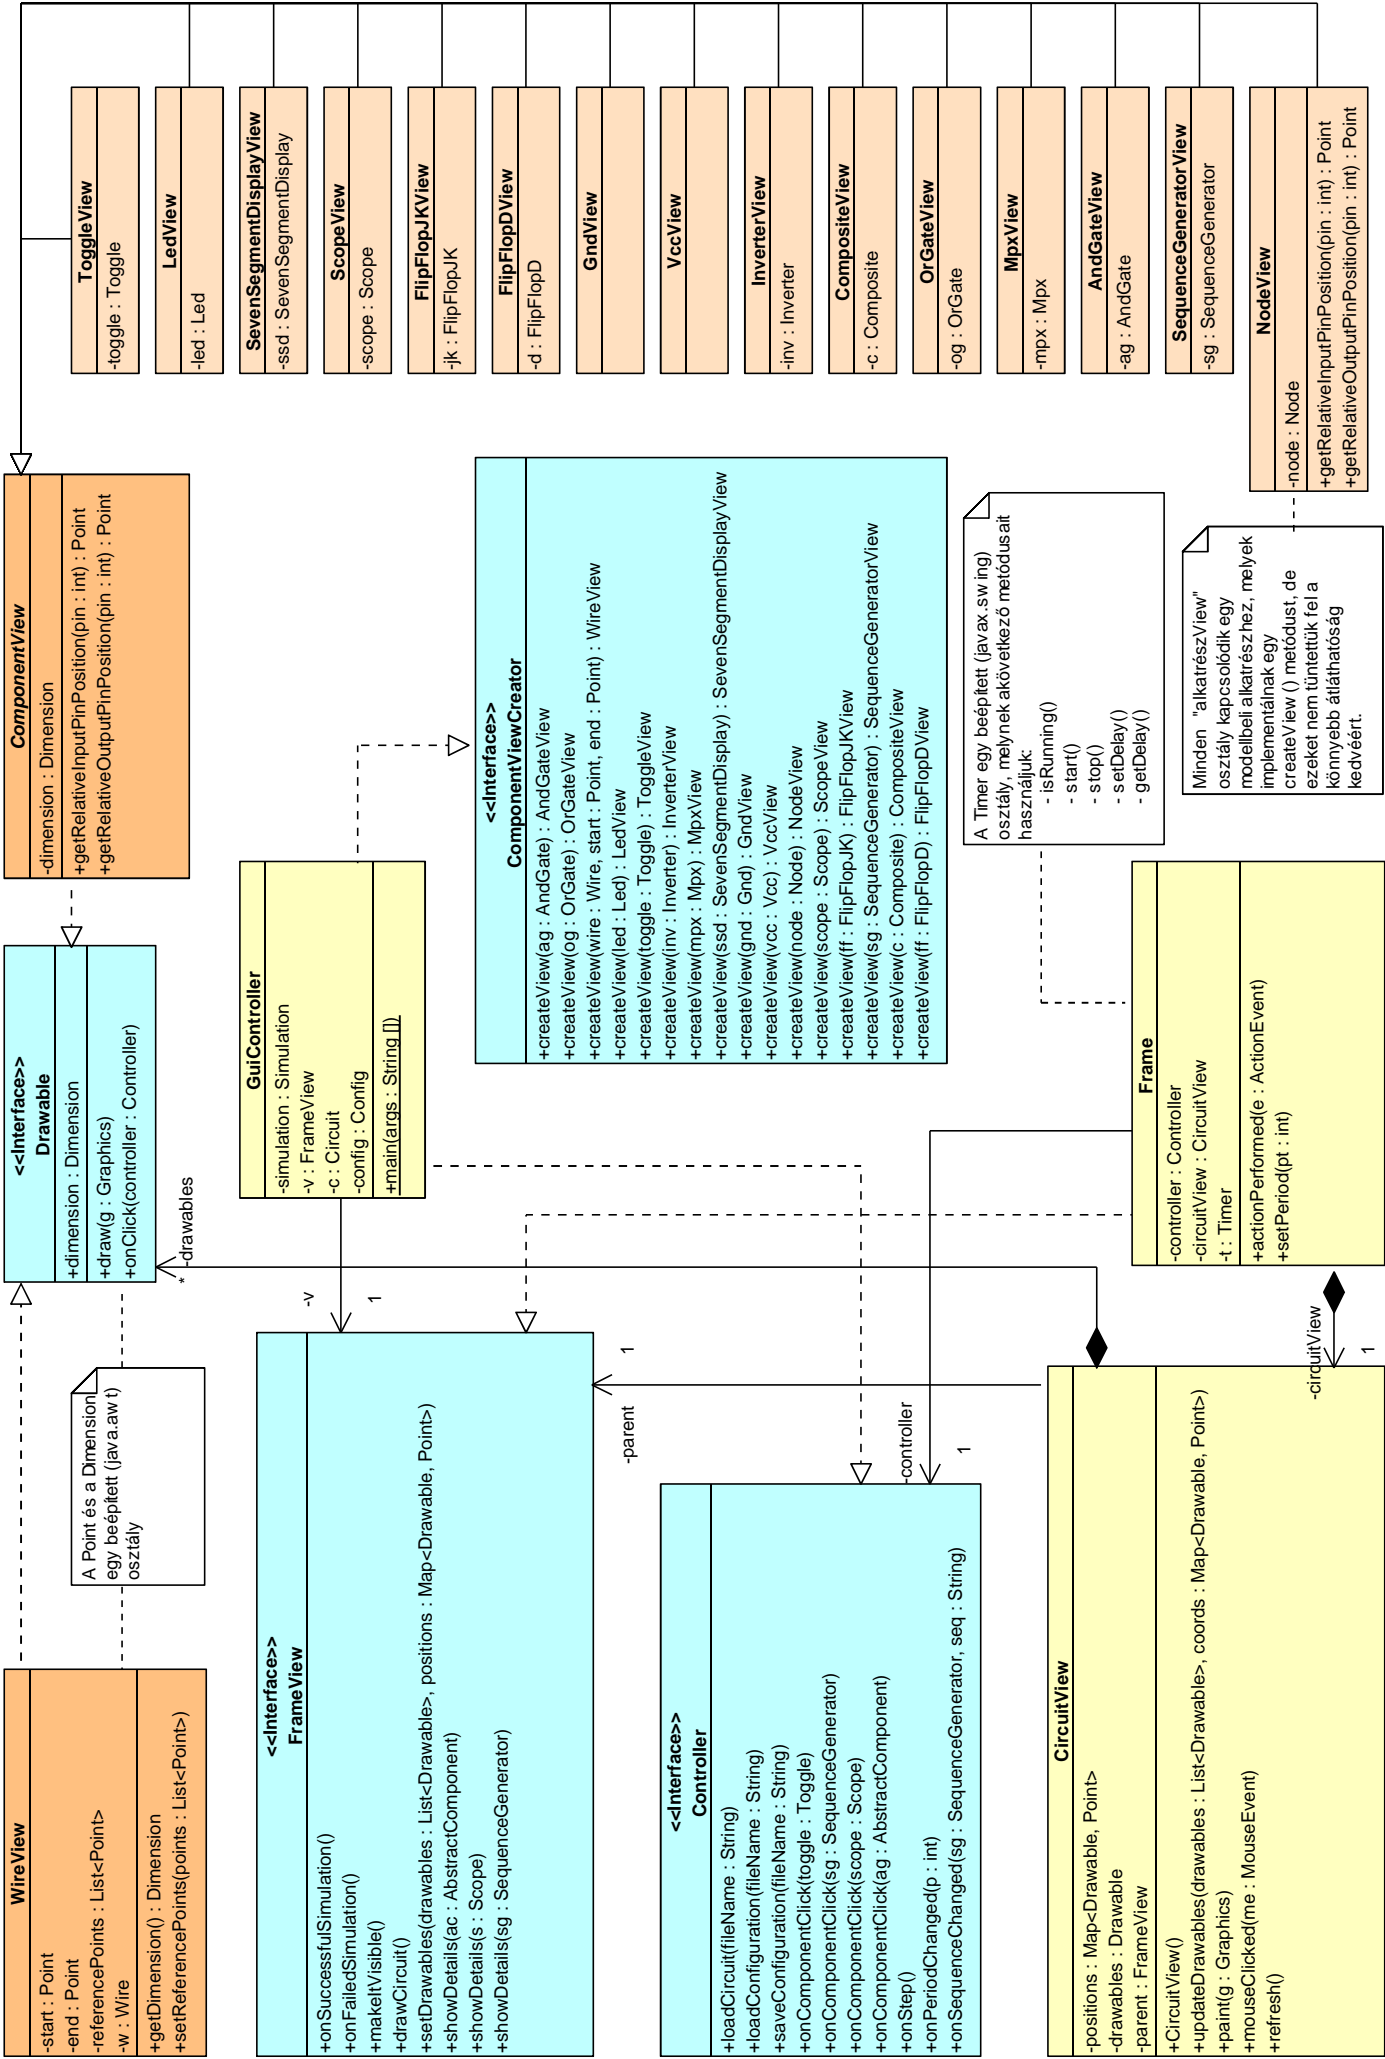 WireView
-start : Point
-end : Point
-referencePoints : List<Point>
-w : Wire
+getDimension() : Dimension
+setReferencePoints(points : List<Point>)
A Point és a Dimension
egy beépített (java.awt)
osztály
<<Interface>>
Drawable
+dimension : Dimension
+draw(g : Graphics)
+onClick(controller : Controller)
*
-drawables
ComponentView
-dimension : Dimension
+getRelativeInputPinPosition(pin : int) : Point
+getRelativeOutputPinPosition(pin : int) : Point
ToggleView
-toggle : Toggle
LedView
-led : Led
SevenSegmentDisplayView
-ssd : SevenSegmentDisplay
ScopeView
-scope : Scope
FlipFlopJKView
-jk : FlipFlopJK
FlipFlopDView
-d : FlipFlopD
GndView
VccView
InverterView
-inv : Inverter
CompositeView
-c : Composite
OrGateView
-og : OrGate
MpxView
-mpx : Mpx
AndGateView
-ag : AndGate
SequenceGeneratorView
-sg : SequenceGenerator
NodeView
-node : Node
+getRelativeInputPinPosition(pin : int) : Point
+getRelativeOutputPinPosition(pin : int) : Point
<<Interface>>
FrameView
+onSuccessfulSimulation()
+onFailedSimulation()
+makeItVisible()
+drawCircuit()
+setDrawables(drawables : List<Drawable>, positions : Map<Drawable, Point>)
+showDetails(ac : AbstractComponent)
+showDetails(s : Scope)
+showDetails(sg : SequenceGenerator)
-v
1
GuiController
-simulation : Simulation
-v : FrameView
-c : Circuit
-config : Config
+main(args : String [])
<<Interface>>
ComponentViewCreator
+createView(ag : AndGate) : AndGateView
+createView(og : OrGate) : OrGateView
+createView(wire : Wire, start : Point, end : Point) : WireView
+createView(led : Led) : LedView
+createView(toggle : Toggle) : ToggleView
+createView(inv : Inverter) : InverterView
+createView(mpx : Mpx) : MpxView
+createView(ssd : SevenSegmentDisplay) : SevenSegmentDisplayView
+createView(gnd : Gnd) : GndView
+createView(vcc : Vcc) : VccView
+createView(node : Node) : NodeView
+createView(scope : Scope) : ScopeView
+createView(ff : FlipFlopJK) : FlipFlopJKView
+createView(sg : SequenceGenerator) : SequenceGeneratorView
+createView(c : Composite) : CompositeView
+createView(ff : FlipFlopD) : FlipFlopDView
-parent
1
<<Interface>>
Controller
+loadCircuit(fileName : String)
+loadConfiguration(fileName : String)
+saveConfiguration(fileName : String)
+onComponentClick(toggle : Toggle)
+onComponentClick(sg : SequenceGenerator)
+onComponentClick(scope : Scope)
+onComponentClick(ag : AbstractComponent)
+onStep()
+onPeriodChanged(p : int)
+onSequenceChanged(sg : SequenceGenerator, seq : String)
-controller
1
A Timer egy beépített (javax.swing)
osztály, melynek akövetkező metódusait
használjuk:
- isRunning()
- start()
- stop()
- setDelay()
- getDelay()
CircuitView
-positions : Map<Drawable, Point>
-drawables : Drawable
-parent : FrameView
+CircuitView()
+updateDrawables(drawables : List<Drawable>, coords : Map<Drawable, Point>)
+paint(g : Graphics)
+mouseClicked(me : MouseEvent)
+refresh()
-circuitView
1
Frame
-controller : Controller
-circuitView : CircuitView
-t : Timer
+actionPerformed(e : ActionEvent)
+setPeriod(pt : int)
Minden "alkatrészView"
osztály kapcsolódik egy
modellbeli alkatrészhez, melyek
implementálnak egy
createView () metódust, de
ezeket nem tüntettük fel a
könnyebb átláthatóság
kedvéért.